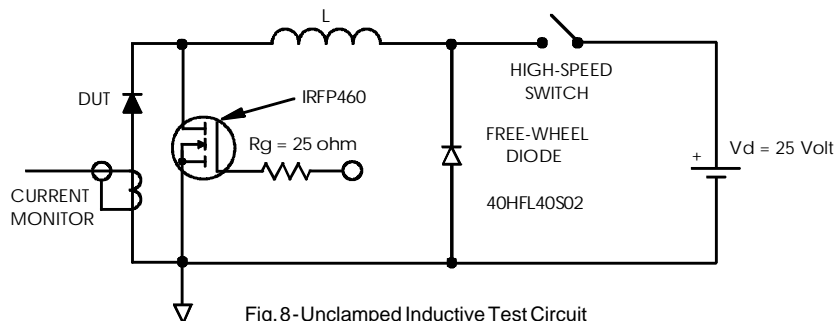 L
HIGH-SPEED
SWITCH
DUT
IRFP460
Rg = 25 ohm
FREE-WHEEL
DIODE
+
Vd = 25 Volt
CURRENT
MONITOR
40HFL40S02
Fig. 8 - Unclamped Inductive Test Circuit